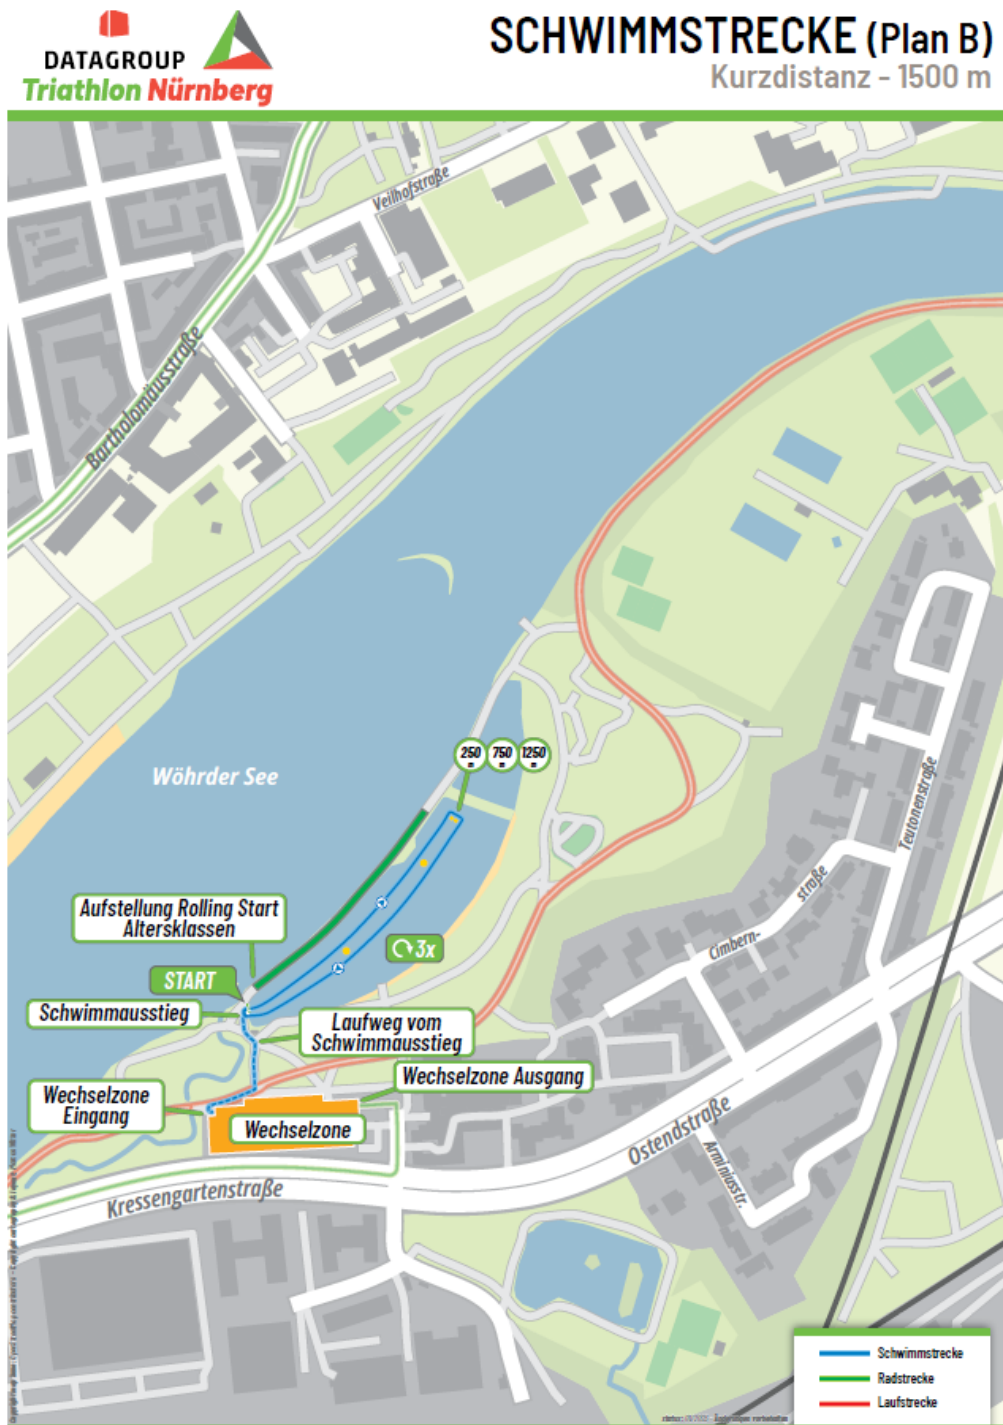 DATAGROUP
Triathlon Nürnberg
SCHWIMMSTRECKE (Plan B)
Kurzdistanz - 1500 m
Veilhofstraße
Bartholomäusstraße
Wöhrder See
250 750 1250
m m m
Teutonenstraße
Aufstellung Rolling Start
Altersklassen
3x
START
Schwimmausstieg
Laufweg vom
Schwimmausstieg
Cimbern-
straße
Wechselzone
Eingang
Wechselzone Ausgang
Wechselzone
Ostendstraße
Arminiusstr.
Kressengartenstraße
Schwimmstrecke
Radstrecke
Laufstrecke